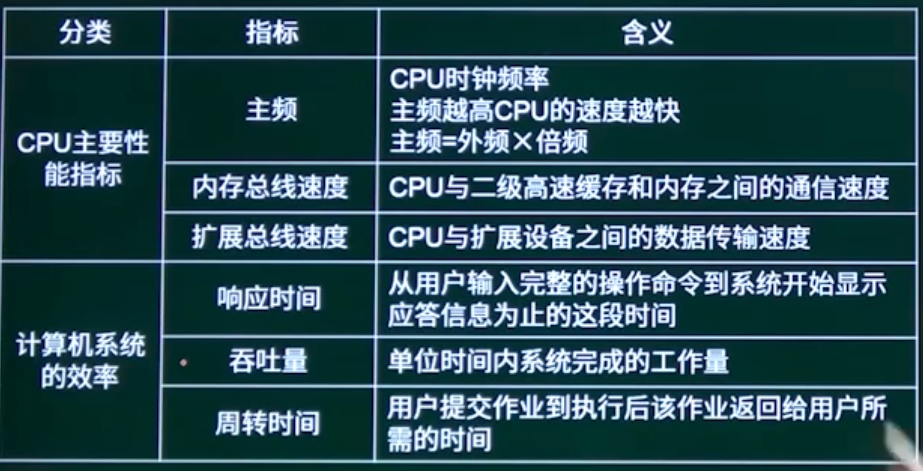 分类 指标 含义
CPU主要性
能指标
主频
CPU时钟频率
主频越高CPU的速度越快
主频=外频×倍频
内存总线速度
CPU与二级高速缓存和内存之间的通信速度
扩展总线速度
CPU与扩展设备之间的数据传输速度
计算机系统
的效率
响应时间
从用户输入完整的操作命令到系统开始显示
应答信息为止的这段时间
吞吐量
单位时间内系统完成的工作量
周转时间
用户提交作业到执行后该作业返回给用户所
需的时间